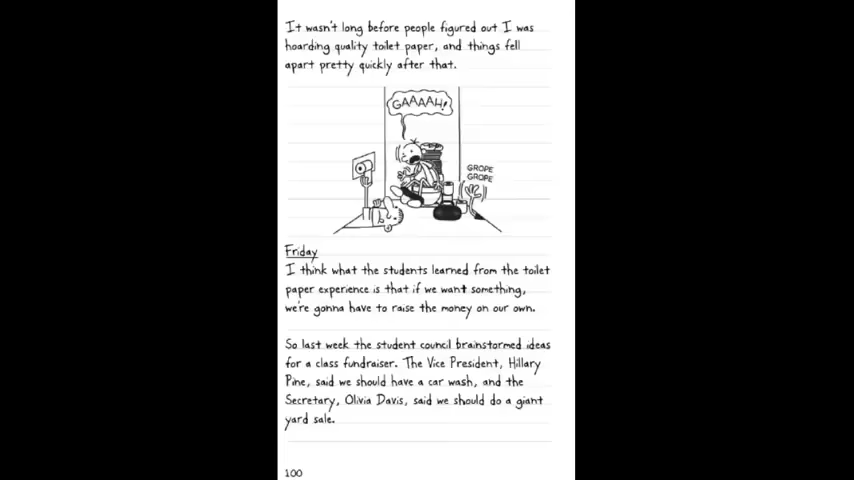 It wasn't long before people figured out I was
hoarding quality toilet paper, and things fell
apart pretty quickly after that.
GAAAAH!
GROPE
GROPE
Friday
I think what the students learned from the toilet
paper experience is that if we want something,
we're gonna have to raise the money on our own.
So last week the student council brainstormed ideas
for a class fundraiser. The Vice President, Hillary
Pine, said we should have a car wash, and the
Secretary, Olivia Davis, said we should do a giant
yard sale.
100